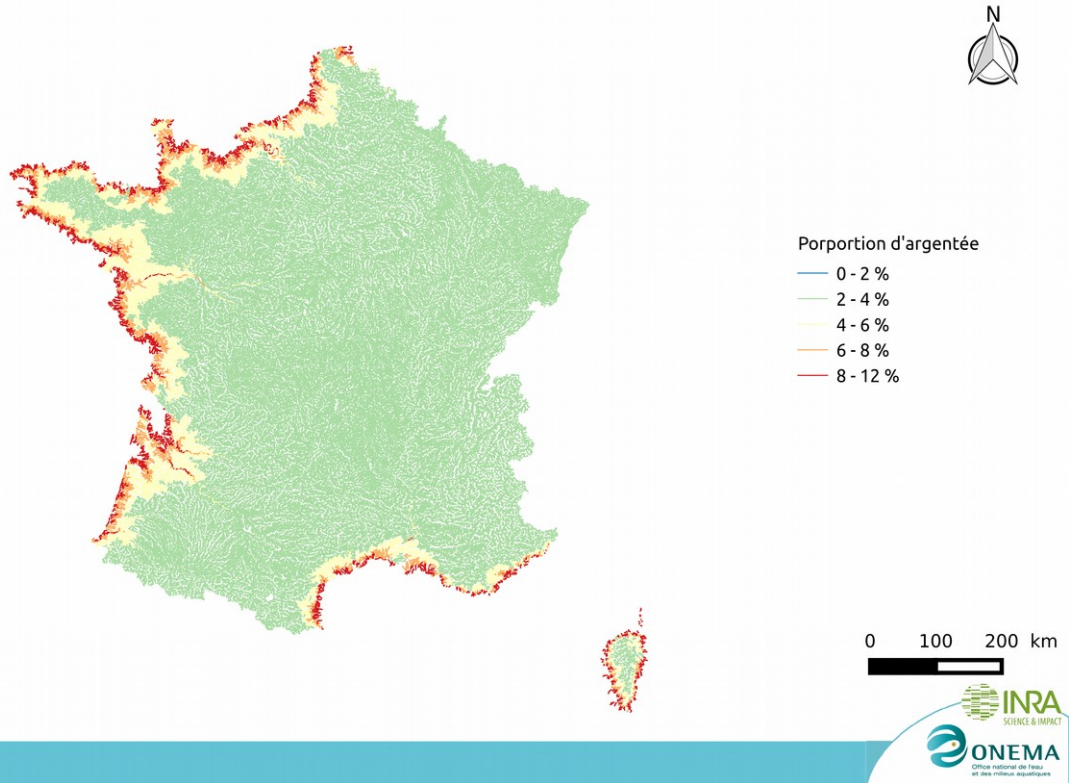 N
Porportion d'argentée
0 - 2 %
2 - 4 %
4 - 6 %
6 - 8 %
8 - 12 %
0 100 200 km
INRA
SCIENCE & IMPACT
ONEMA
Office national de l'eau
et des milieux aquatiques